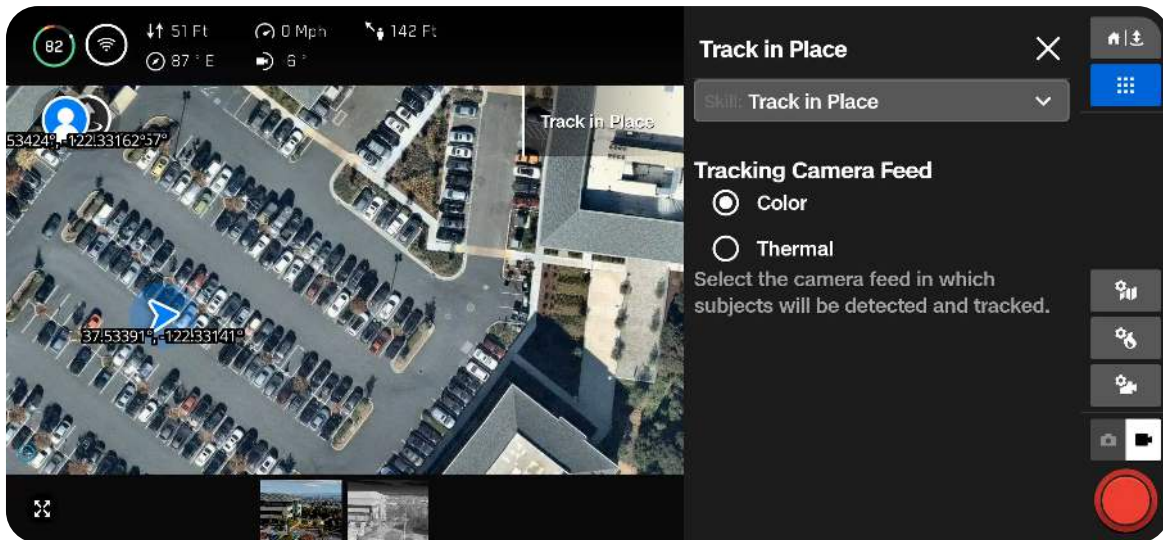 82
51 Ft
0 Mph
142 Ft
87° E
-6°
Track in Place
53424°, -122.33162°57°
37.53391°, -122.33141°
Track in Place
Skill: Track in Place
Tracking Camera Feed
Color
Thermal
Select the camera feed in which
subjects will be detected and tracked.